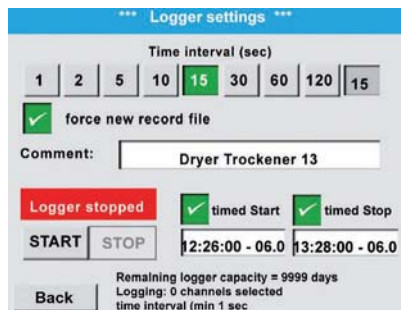 *** Logger settings ***
Time interval (sec)
1 2 5 10 15 30 60 120 15
force new record file
Comment: Dryer Trockener 13
Logger stopped timed Start timed Stop
START STOP 12:26:00 - 06.0 13:28:00 - 06.0
Remaining logger capacity = 9999 days
Back Logging: 0 channels selected
time interval (min 1 sec